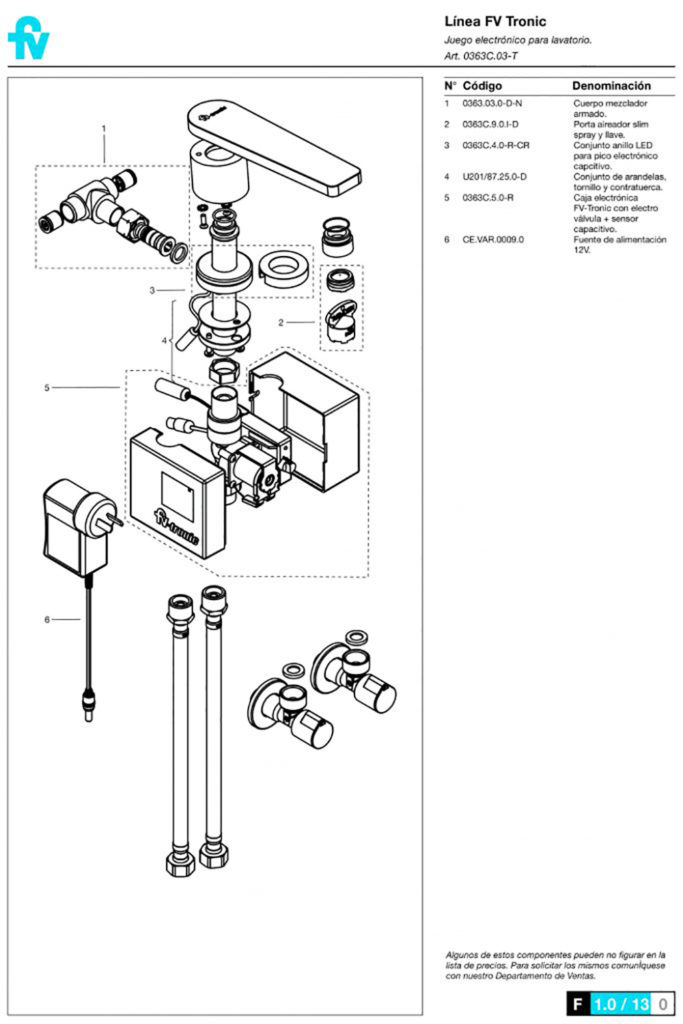 fv
Línea FV Tronic
Juego electrónico para lavatorio.
Art. 0363C.03-T
N° Código Denominación
1 0363.03.0-D-N Cuerpo mezclador
armado.
2 0363C.9.0.I-D Porta aireador slim
spray y llave.
3 0363C.4.0-R-CR Conjunto anillo LED
para pico electrónico
capcitivo.
4 U201/87.25.0-D Conjunto de arandelas,
tornillo y contratuerca.
5 0363C.5.0-R Caja electrónica
FV-Tronic con electro
válvula + sensor
capacitivo.
6 CE.VAR.0009.0 Fuente de alimentación
12V.
1
3
2
4
5
fv-tronic
6
Algunos de estos componentes pueden no figurar en la
lista de precios. Para solicitar los mismos comuníquese
con nuestro Departamento de Ventas.
F 1.0 / 13 0